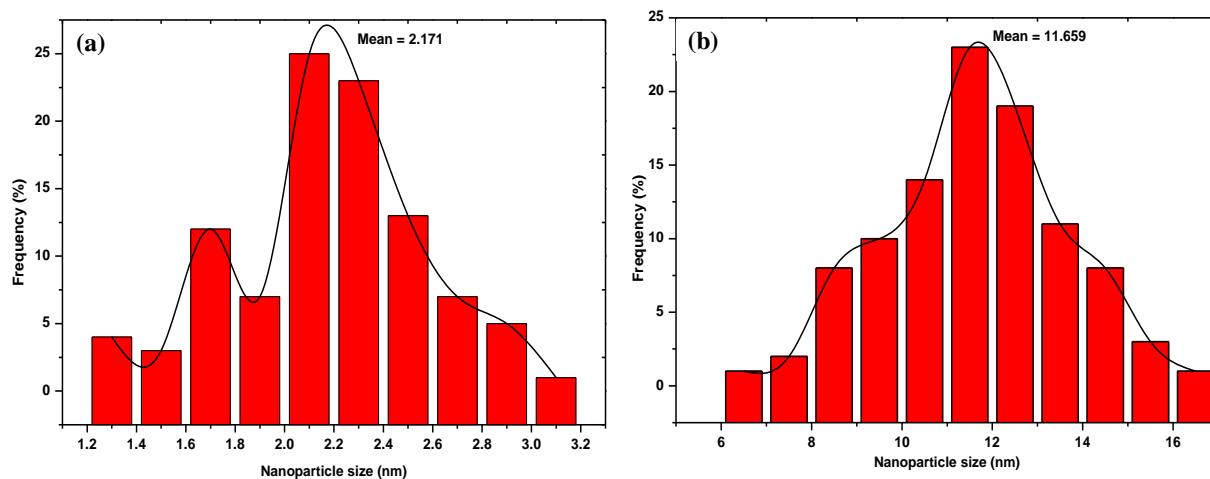 (a)
Mean = 2.171
Frequency (%)
25
20
15
10
5
0
1.2 1.4 1.6 1.8 2.0 2.2 2.4 2.6 2.8 3.0 3.2
Nanoparticle size (nm)
(b)
Mean = 11.659
Frequency (%)
25
20
15
10
5
0
6 8 10 12 14 16
Nanoparticle size (nm)